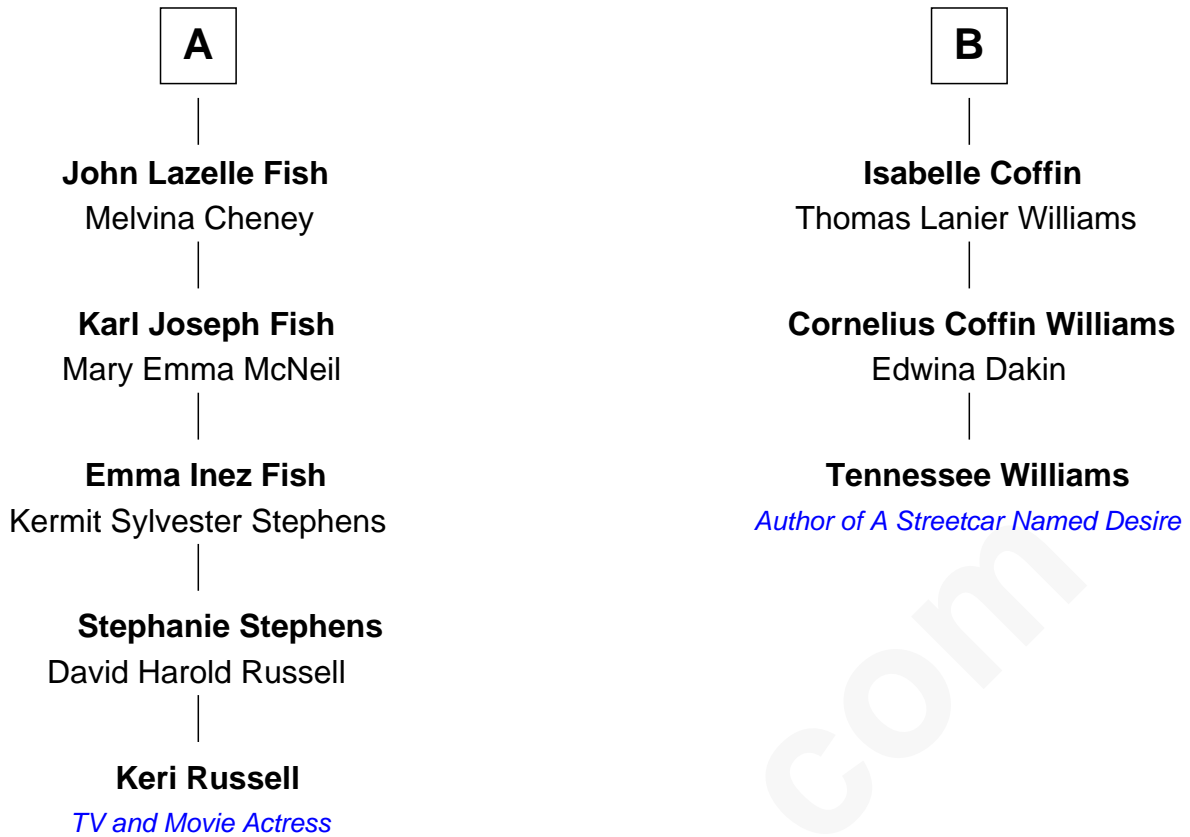 A
John Lazelle Fish
Melvina Cheney
Karl Joseph Fish
Mary Emma McNeil
Emma Inez Fish
Kermit Sylvester Stephens
Stephanie Stephens
David Harold Russell
Keri Russell
TV and Movie Actress
B
Isabelle Coffin
Thomas Lanier Williams
Cornelius Coffin Williams
Edwina Dakin
Tennessee Williams
Author of A Streetcar Named Desire
com